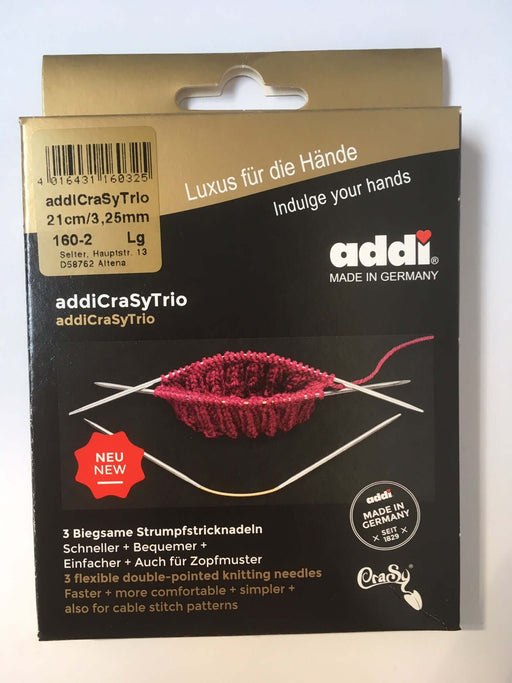 4 016431 160325
addiCraSyTrio
21cm/3,25mm
160-2 Lg
Selter, Hauptstr. 13
D58762 Altena
Luxus für die Hände
Indulge your hands
addi®
MADE IN GERMANY
addiCraSyTrio
addiCraSyTrio
NEU
NEW
3 Biegsame Strumpfstricknadeln
Schneller + Bequemer +
Einfacher + Auch für Zopfmuster
3 flexible double-pointed knitting needles
Faster + more comfortable + simpler +
also for cable stitch patterns
addi
MADE IN
GERMANY
SEIT
1829
CraSy®